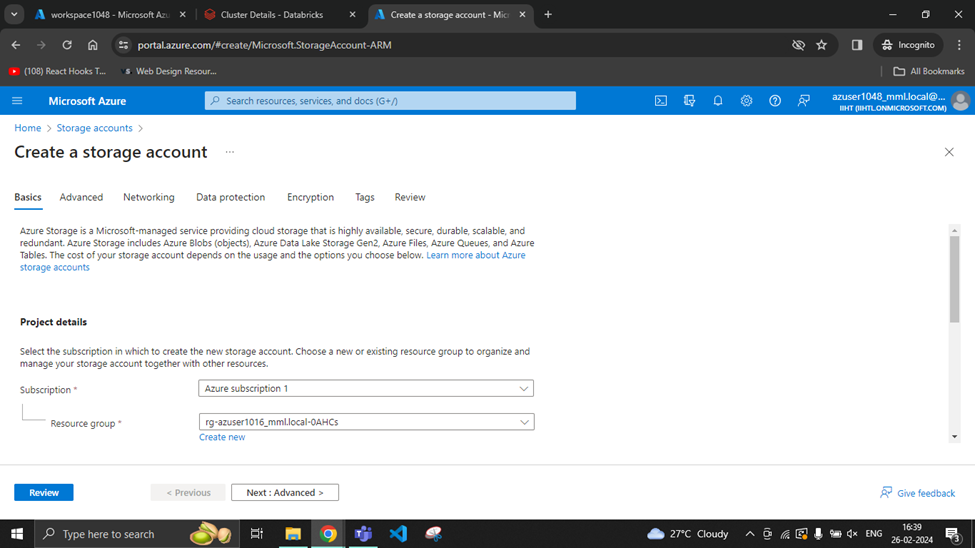 workspace1048 - Microsoft Azu
Cluster Details - Databricks
Create a storage account - Mic
portal.azure.com/#create/Microsoft.StorageAccount-ARM
Incognito
(108) React Hooks T...
Web Design Resour...
All Bookmarks
Microsoft Azure
Search resources, services, and docs (G+/)
azuser1048_mml.local@...
IIHT (IIHTL.ONMICROSOFT.COM)
Home
Storage accounts
Create a storage account
...
Basics
Advanced
Networking
Data protection
Encryption
Tags
Review
Azure Storage is a Microsoft-managed service providing cloud storage that is highly available, secure, durable, scalable, and
redundant. Azure Storage includes Azure Blobs (objects), Azure Data Lake Storage Gen2, Azure Files, Azure Queues, and Azure
Tables. The cost of your storage account depends on the usage and the options you choose below. Learn more about Azure
storage accounts
Project details
Select the subscription in which to create the new storage account. Choose a new or existing resource group to organize and
manage your storage account together with other resources.
Subscription *
Azure subscription 1
Resource group *
rg-azuser1016_mml.local-0AHCs
Create new
Review
< Previous
Next : Advanced >
Give feedback
Type here to search
27°C Cloudy
ENG
16:39
26-02-2024
3